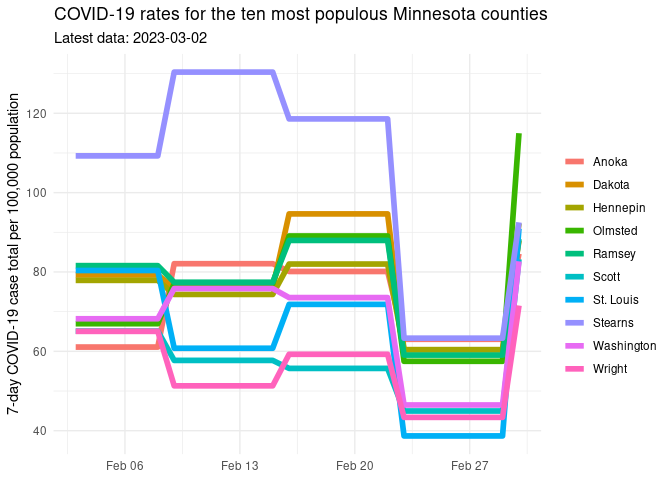 COVID-19 rates for the ten most populous Minnesota counties
Latest data: 2023-03-02
7-day COVID-19 case total per 100,000 population
120
100
80
60
40
Feb 06
Feb 13
Feb 20
Feb 27
Anoka
Dakota
Hennepin
Olmsted
Ramsey
Scott
St. Louis
Stearns
Washington
Wright